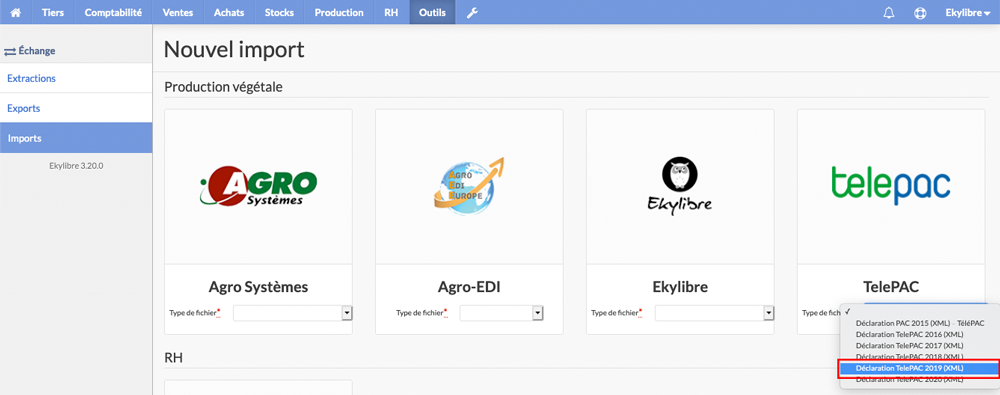 Tiers Comptabilité Ventes Achats Stocks Production RH Outils Ekylibre
Échange
Extractions
Exports
Imports
Ekylibre 3.20.0
Nouvel import
Production végétale
AGRO
Systèmes
AGRO
EDI
EUROPE
Ekylibre
telepac
Agro Systèmes
Agro-EDI
Ekylibre
TelePAC
Type de fichier*
Type de fichier*
Type de fichier*
Type de fich
Déclaration PAC 2015 (XML) - TéléPAC
Déclaration TelePAC 2016 (XML)
Déclaration TelePAC 2017 (XML)
Déclaration TelePAC 2018 (XML)
Déclaration TelePAC 2019 (XML)
Déclaration TelePAC 2020 (XML)
RH